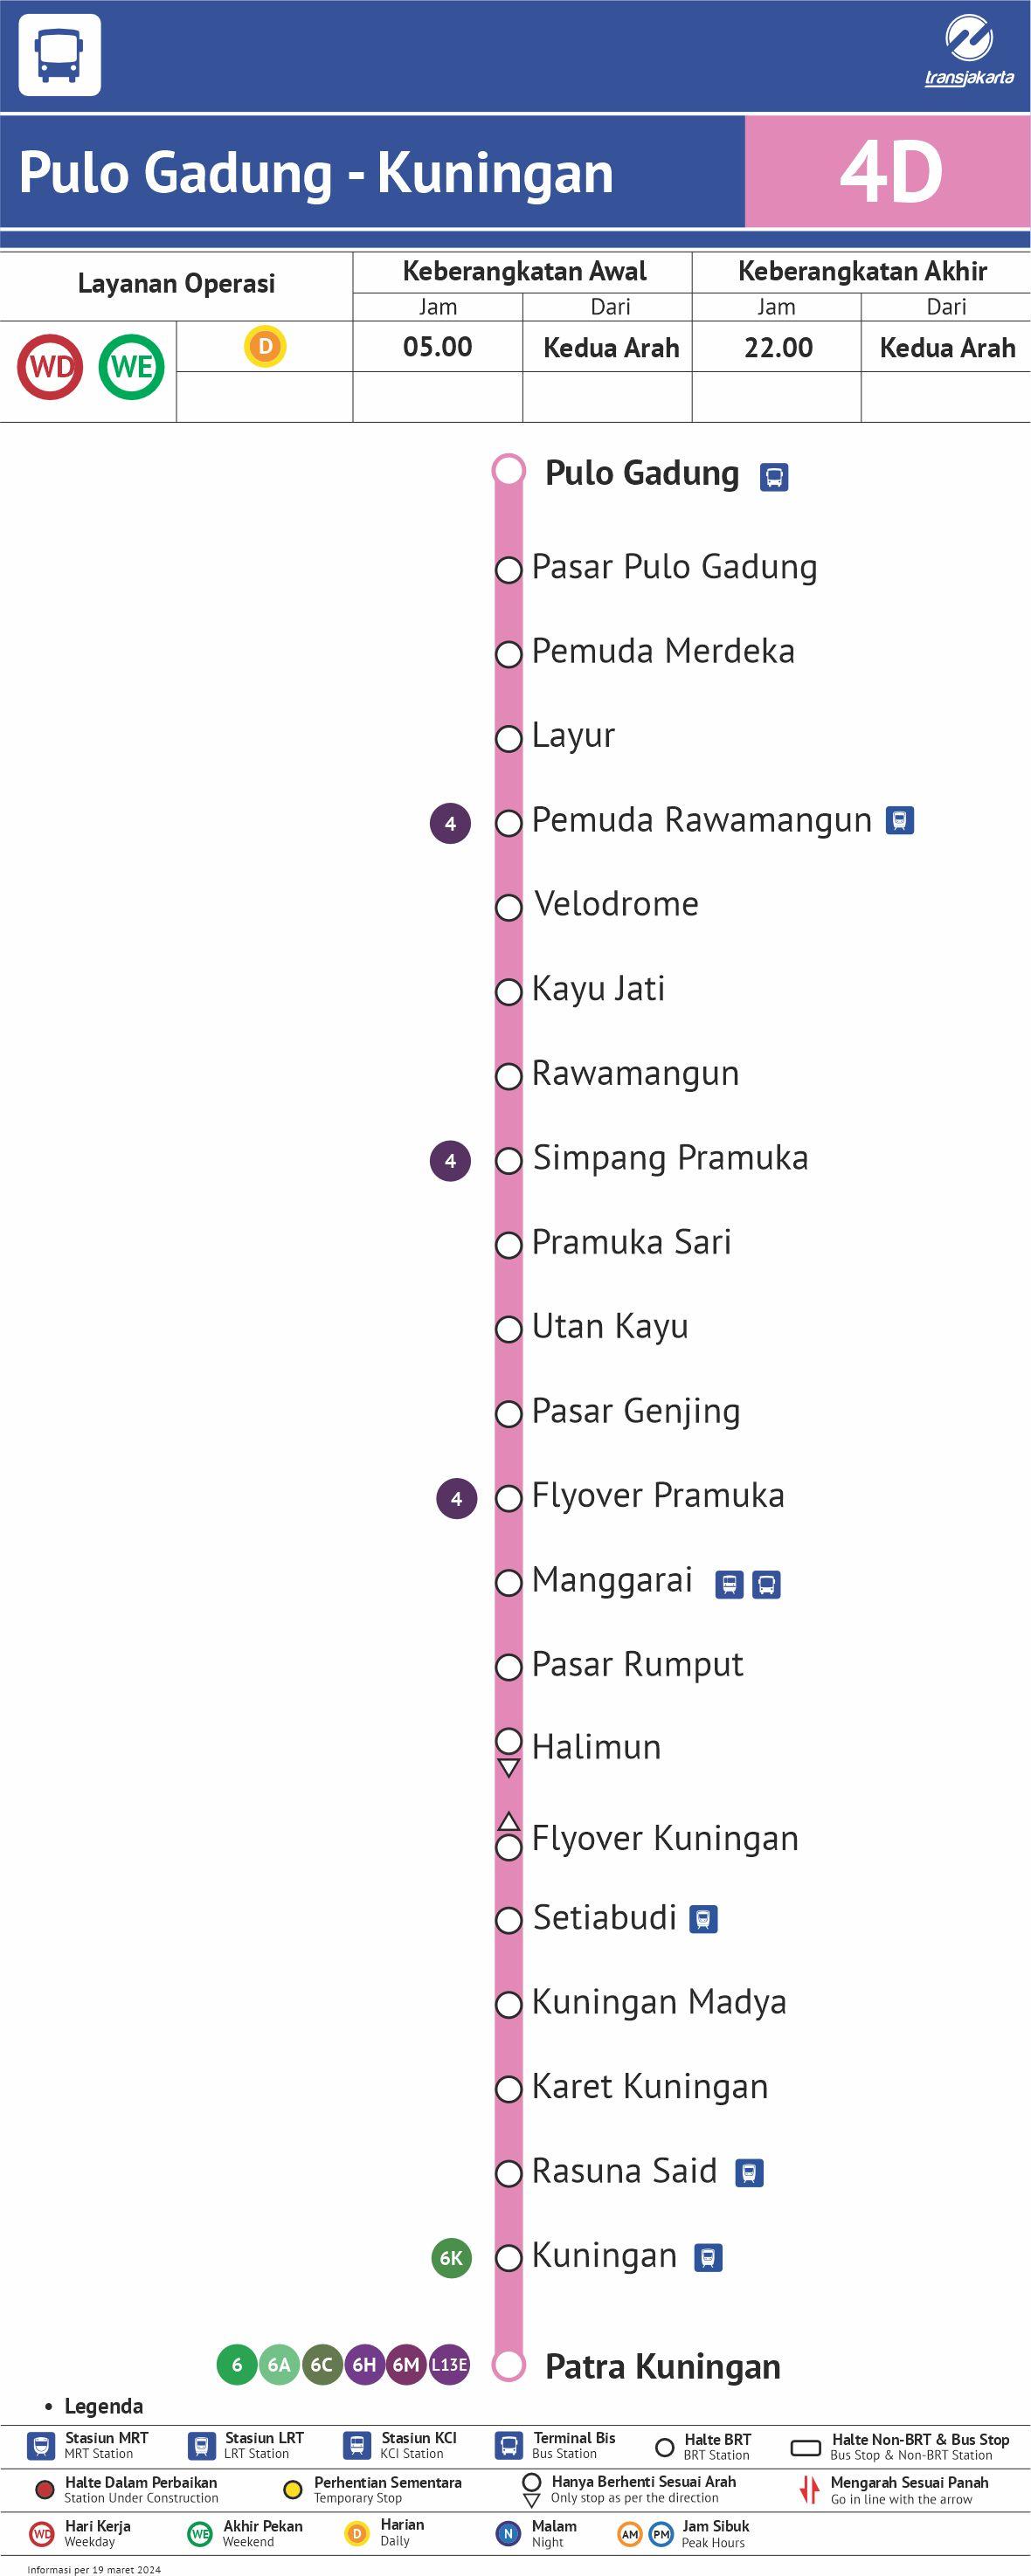 transjakarta
Pulo Gadung - Kuningan
4D
Layanan Operasi
Keberangkatan Awal
Keberangkatan Akhir
Jam
Dari
Jam
Dari
WD
WE
D
05.00
Kedua Arah
22.00
Kedua Arah
Pulo Gadung
Pasar Pulo Gadung
Pemuda Merdeka
Layur
4
Pemuda Rawamangun
Velodrome
Kayu Jati
Rawamangun
4
Simpang Pramuka
Pramuka Sari
Utan Kayu
Pasar Genjing
4
Flyover Pramuka
Manggarai
Pasar Rumput
Halimun
Flyover Kuningan
Setiabudi
Kuningan Madya
Karet Kuningan
Rasuna Said
6K
Kuningan
6
6A
6C
6H
6M
L13E
Patra Kuningan
• Legenda
Stasiun MRT
MRT Station
Stasiun LRT
LRT Station
Stasiun KCI
KCI Station
Terminal Bis
Bus Station
Halte BRT
BRT Station
Halte Non-BRT & Bus Stop
Bus Stop & Non-BRT Station
Halte Dalam Perbaikan
Station Under Construction
Perhentian Sementara
Temporary Stop
Hanya Berhenti Sesuai Arah
Only stop as per the direction
Mengarah Sesuai Panah
Go in line with the arrow
WD
Hari Kerja
Weekday
WE
Akhir Pekan
Weekend
D
Harian
Daily
N
Malam
Night
AM
PM
Jam Sibuk
Peak Hours
Informasi per 19 maret 2024